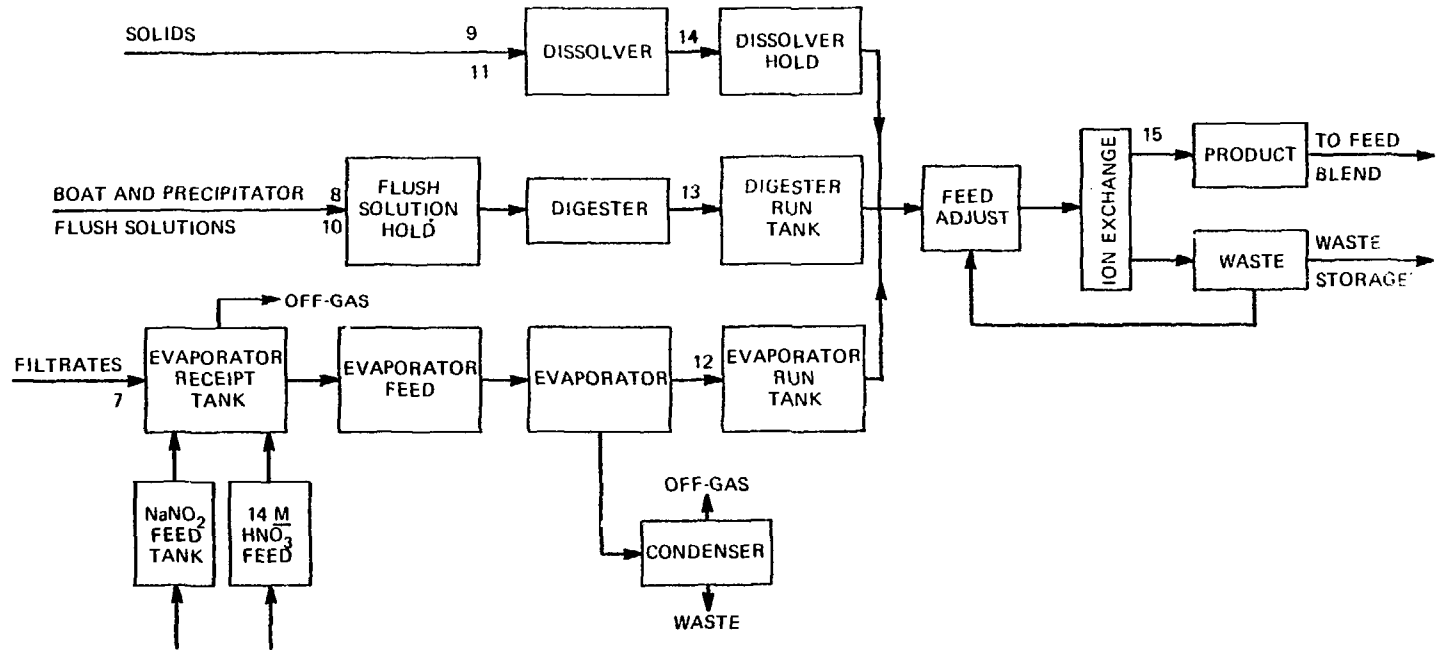 SOLIDS
9
11
DISSOLVER
14
DISSOLVER
HOLD
BOAT AND PRECIPITATOR
FLUSH SOLUTIONS
8
10
FLUSH
SOLUTION
HOLD
DIGESTER
13
DIGESTER
RUN
TANK
FEED
ADJUST
ION EXCHANGE
15
PRODUCT
TO FEED
BLEND
WASTE
WASTE
STORAGE
OFF-GAS
FILTRATES
7
EVAPORATOR
RECEIPT
TANK
EVAPORATOR
FEED
EVAPORATOR
12
EVAPORATOR
RUN
TANK
NaNO2
FEED
TANK
14 M
HNO3
FEED
OFF-GAS
CONDENSER
WASTE